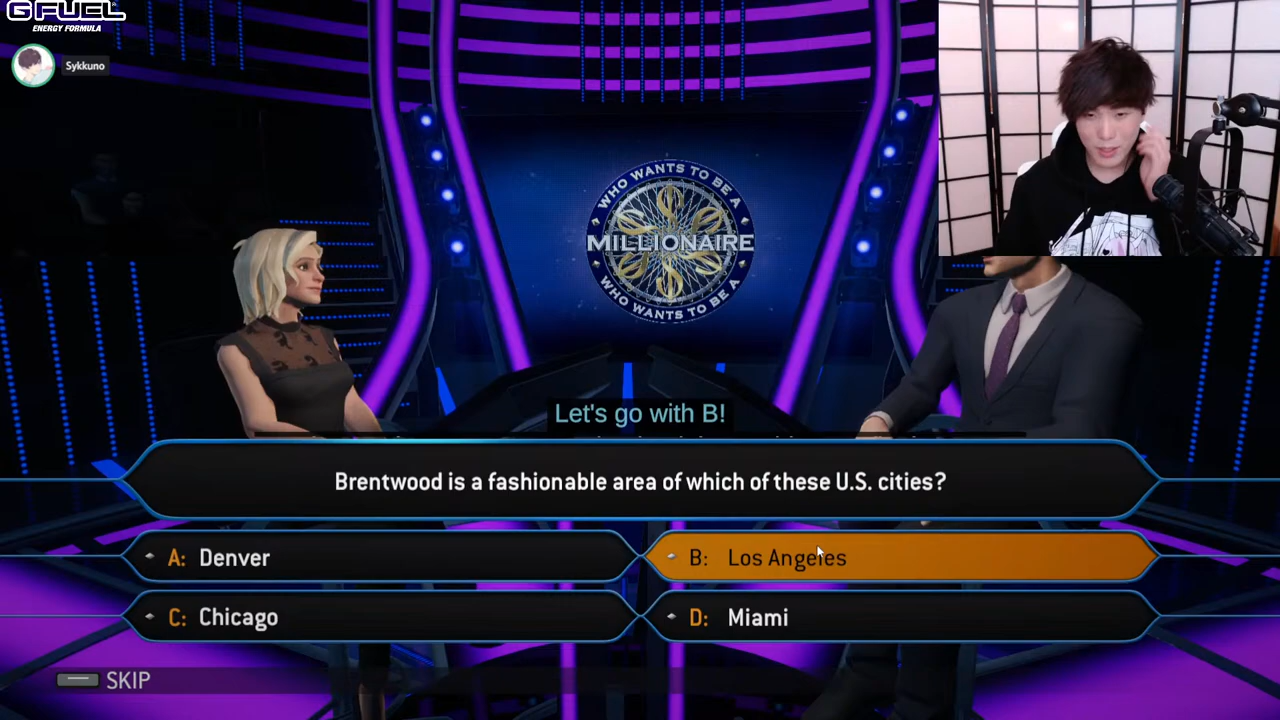 G FUEL
ENERGY FORMULA
Sykkuno
WHO WANTS TO BE A
MILLIONAIRE
WHO WANTS TO BE A
Let's go with B!
Brentwood is a fashionable area of which of these U.S. cities?
A: Denver
B: Los Angeles
C: Chicago
D: Miami
SKIP